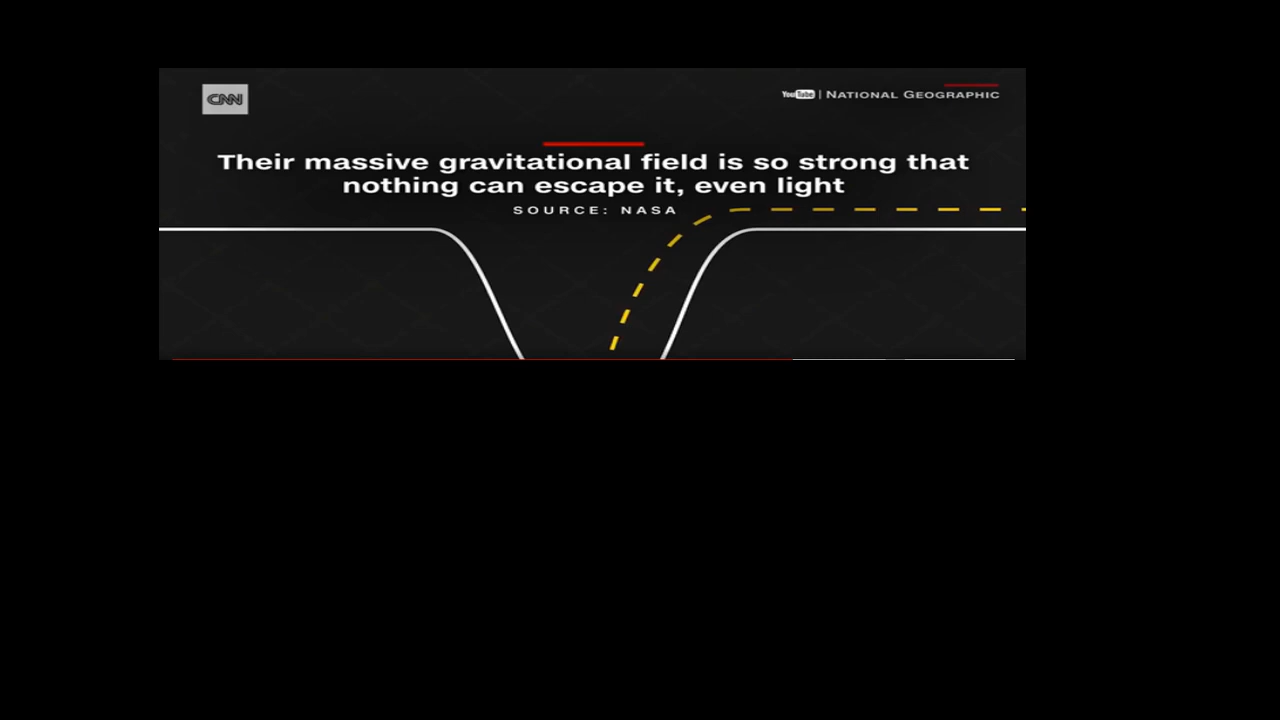 CNN
YouTube | NATIONAL GEOGRAPHIC
Their massive gravitational field is so strong that
nothing can escape it, even light
SOURCE: NASA